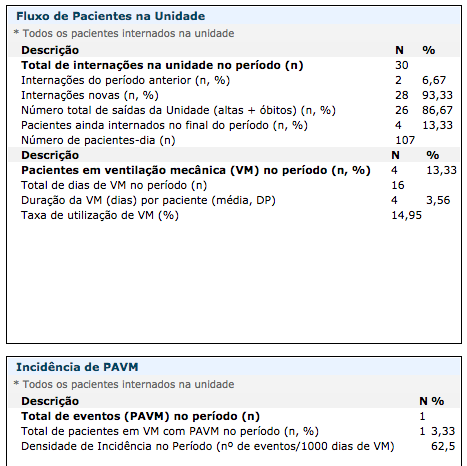 Fluxo de Pacientes na Unidade
* Todos os pacientes internados na unidade
Descrição N %
Total de internações na unidade no período (n) 30
Internações do período anterior (n, %) 2 6,67
Internações novas (n, %) 28 93,33
Número total de saídas da Unidade (altas + óbitos) (n, %) 26 86,67
Pacientes ainda internados no final do período (n, %) 4 13,33
Número de pacientes-dia (n) 107
Descrição N %
Pacientes em ventilação mecânica (VM) no período (n, %) 4 13,33
Total de dias de VM no período (n) 16
Duração da VM (dias) por paciente (média, DP) 4 3,56
Taxa de utilização de VM (%) 14,95
Incidência de PAVM
* Todos os pacientes internados na unidade
Descrição N %
Total de eventos (PAVM) no período (n) 1
Total de pacientes em VM com PAVM no período (n, %) 1 3,33
Densidade de Incidência no Período (nº de eventos/1000 dias de VM) 62,5